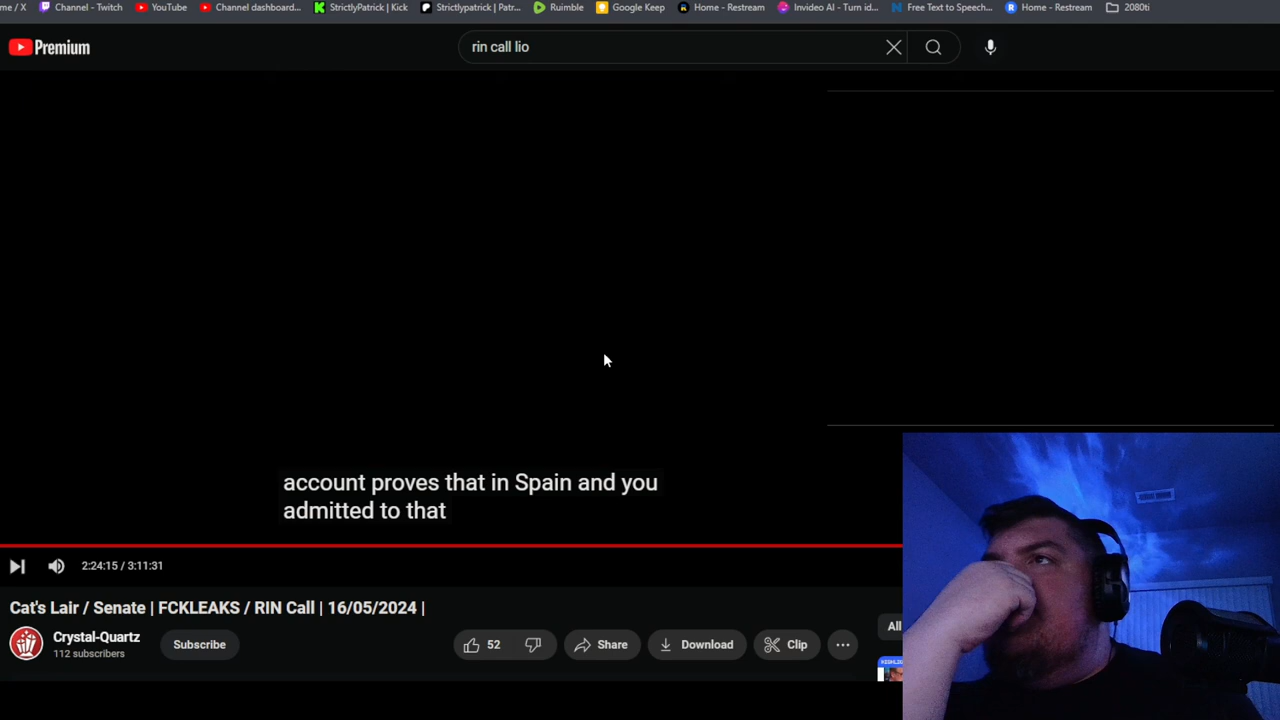 me / X Channel - Twitch YouTube Channel dashboard... StrictlyPatrick | Kick Strictlypatrick | Patr... Rumble Google Keep Home - Restream Invideo AI - Turn id... Free Text to Speech... Home - Restream 2080ti
Premium rin call lio
account proves that in Spain and you
admitted to that
2:24:15 / 3:11:31
Cat's Lair / Senate | FCKLEAKS / RIN Call | 16/05/2024 |
All
Crystal-Quartz
112 subscribers
Subscribe 52 Share Download Clip